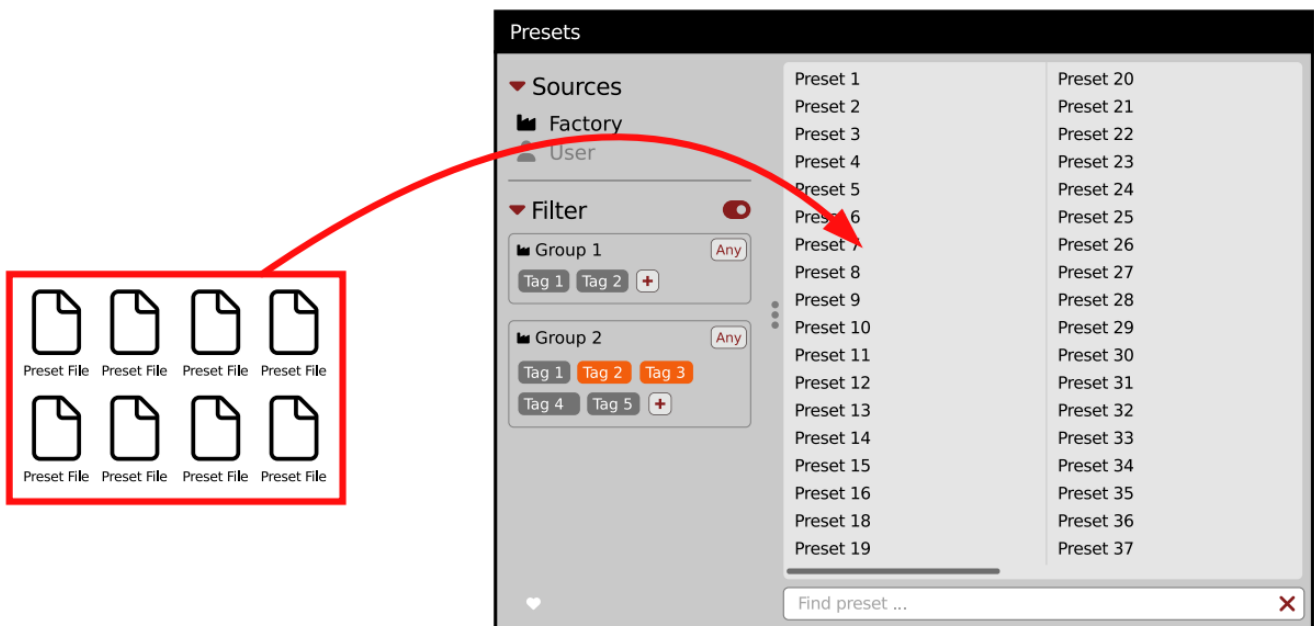 Presets
Sources
Factory
User
Filter
Group 1 Any
Tag 1 Tag 2 +
Group 2 Any
Tag 1 Tag 2 Tag 3
Tag 4 Tag 5 +
Preset 1
Preset 2
Preset 3
Preset 4
Preset 5
Preset 6
Preset 7
Preset 8
Preset 9
Preset 10
Preset 11
Preset 12
Preset 13
Preset 14
Preset 15
Preset 16
Preset 18
Preset 19
Preset 20
Preset 21
Preset 22
Preset 23
Preset 24
Preset 25
Preset 26
Preset 27
Preset 28
Preset 29
Preset 30
Preset 31
Preset 32
Preset 33
Preset 34
Preset 35
Preset 36
Preset 37
Find preset ...
Preset File Preset File Preset File Preset File
Preset File Preset File Preset File Preset File